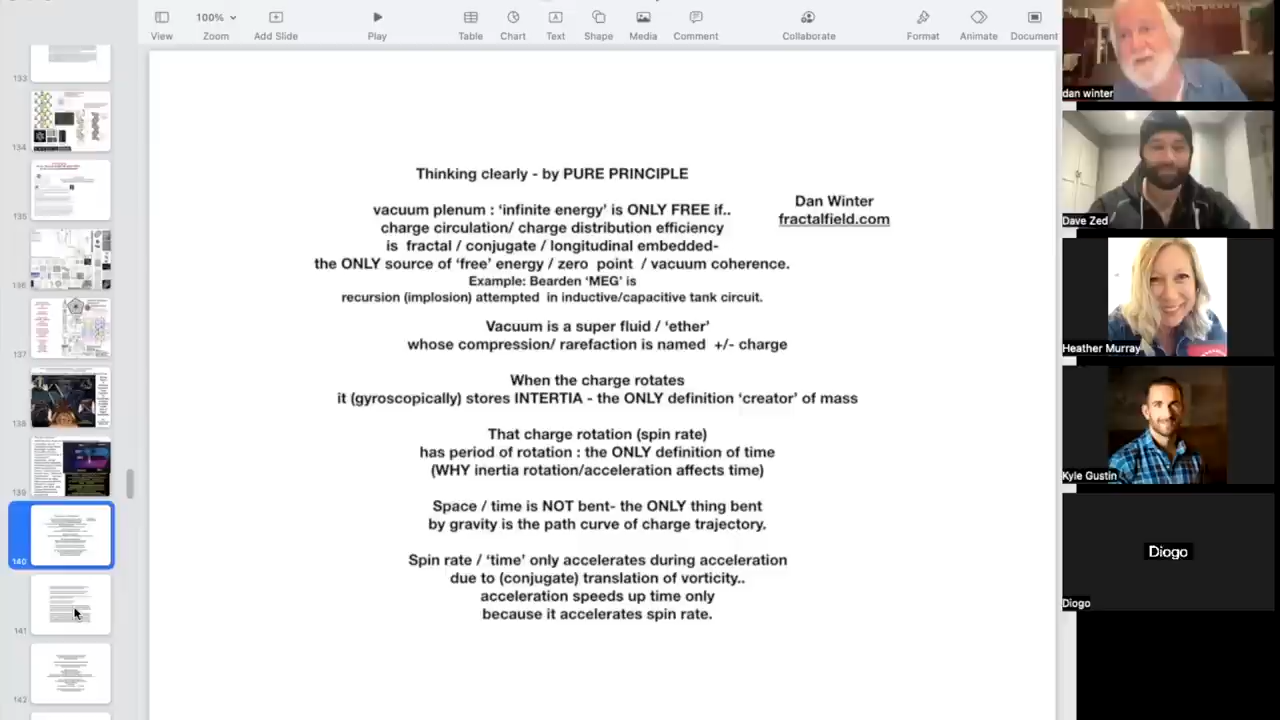 100%
View
Zoom
Add Slide
Play
Table
Chart
Text
Shape
Media
Comment
Collaborate
Format
Animate
Document
133
134
135
136
137
138
139
140
141
142
Thinking clearly - by PURE PRINCIPLE
Dan Winter
fractalfield.com
vacuum plenum : ‘infinite energy’ is ONLY FREE if..
charge circulation/ charge distribution efficiency
is fractal / conjugate / longitudinal embedded-
the ONLY source of ‘free’ energy / zero point / vacuum coherence.
Example: Bearden ‘MEG’ is
recursion (implosion) attempted in inductive/capacitive tank circuit.
Vacuum is a super fluid / ‘ether’
whose compression/ rarefaction is named +/- charge
When the charge rotates
it (gyroscopically) stores INTERTIA - the ONLY definition ‘creator’ of mass
That charge rotation (spin rate)
has period of rotation : the ONLY definition of time
(WHY inertia rotation/acceleration affects time)
Space / time is NOT bent- the ONLY thing bent
by gravity is the path curve of charge trajectory.
Spin rate / ‘time’ only accelerates during acceleration
due to (conjugate) translation of vorticity..
acceleration speeds up time only
because it accelerates spin rate.
dan winter
Dave Zed
Heather Murray
Kyle Gustin
Diogo
Diogo